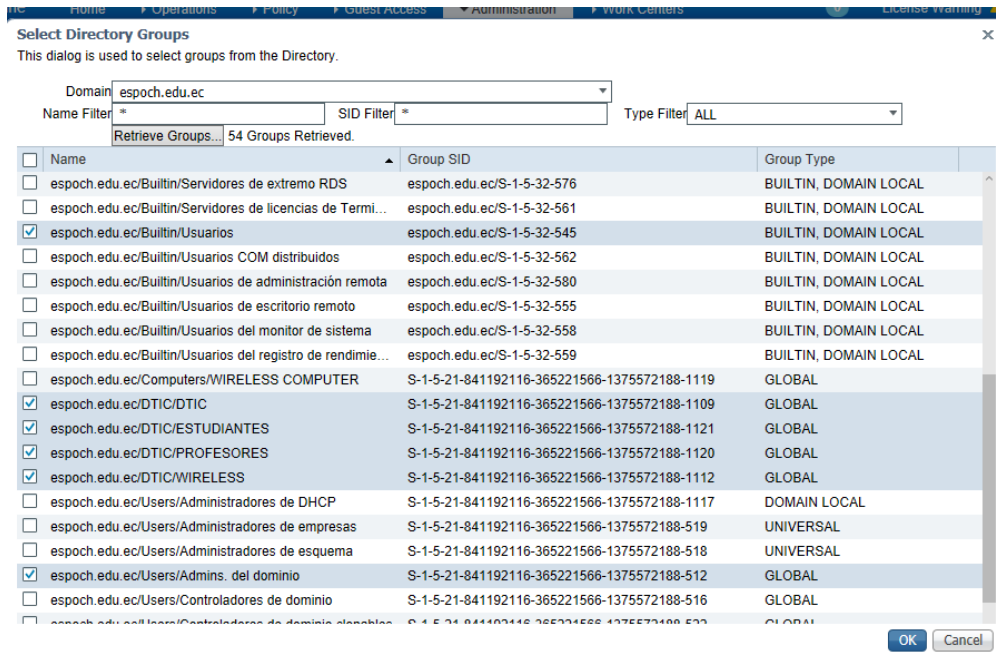 Home Operations Policy Guest Access Administration Work Centers License Warning
Select Directory Groups
This dialog is used to select groups from the Directory.
Domain espoch.edu.ec
Name Filter * SID Filter * Type Filter ALL
Retrieve Groups... 54 Groups Retrieved.
Name Group SID Group Type
espoch.edu.ec/Builtin/Servidores de extremo RDS espoch.edu.ec/S-1-5-32-576 BUILTIN, DOMAIN LOCAL
espoch.edu.ec/Builtin/Servidores de licencias de Termi... espoch.edu.ec/S-1-5-32-561 BUILTIN, DOMAIN LOCAL
espoch.edu.ec/Builtin/Usuarios espoch.edu.ec/S-1-5-32-545 BUILTIN, DOMAIN LOCAL
espoch.edu.ec/Builtin/Usuarios COM distribuidos espoch.edu.ec/S-1-5-32-562 BUILTIN, DOMAIN LOCAL
espoch.edu.ec/Builtin/Usuarios de administración remota espoch.edu.ec/S-1-5-32-580 BUILTIN, DOMAIN LOCAL
espoch.edu.ec/Builtin/Usuarios de escritorio remoto espoch.edu.ec/S-1-5-32-555 BUILTIN, DOMAIN LOCAL
espoch.edu.ec/Builtin/Usuarios del monitor de sistema espoch.edu.ec/S-1-5-32-558 BUILTIN, DOMAIN LOCAL
espoch.edu.ec/Builtin/Usuarios del registro de rendimie... espoch.edu.ec/S-1-5-32-559 BUILTIN, DOMAIN LOCAL
espoch.edu.ec/Computers/WIRELESS COMPUTER S-1-5-21-841192116-365221566-1375572188-1119 GLOBAL
espoch.edu.ec/DTIC/DTIC S-1-5-21-841192116-365221566-1375572188-1109 GLOBAL
espoch.edu.ec/DTIC/ESTUDIANTES S-1-5-21-841192116-365221566-1375572188-1121 GLOBAL
espoch.edu.ec/DTIC/PROFESORES S-1-5-21-841192116-365221566-1375572188-1120 GLOBAL
espoch.edu.ec/DTIC/WIRELESS S-1-5-21-841192116-365221566-1375572188-1112 GLOBAL
espoch.edu.ec/Users/Administradores de DHCP S-1-5-21-841192116-365221566-1375572188-1117 DOMAIN LOCAL
espoch.edu.ec/Users/Administradores de empresas S-1-5-21-841192116-365221566-1375572188-519 UNIVERSAL
espoch.edu.ec/Users/Administradores de esquema S-1-5-21-841192116-365221566-1375572188-518 UNIVERSAL
espoch.edu.ec/Users/Admins. del dominio S-1-5-21-841192116-365221566-1375572188-512 GLOBAL
espoch.edu.ec/Users/Controladores de dominio S-1-5-21-841192116-365221566-1375572188-516 GLOBAL
OK Cancel